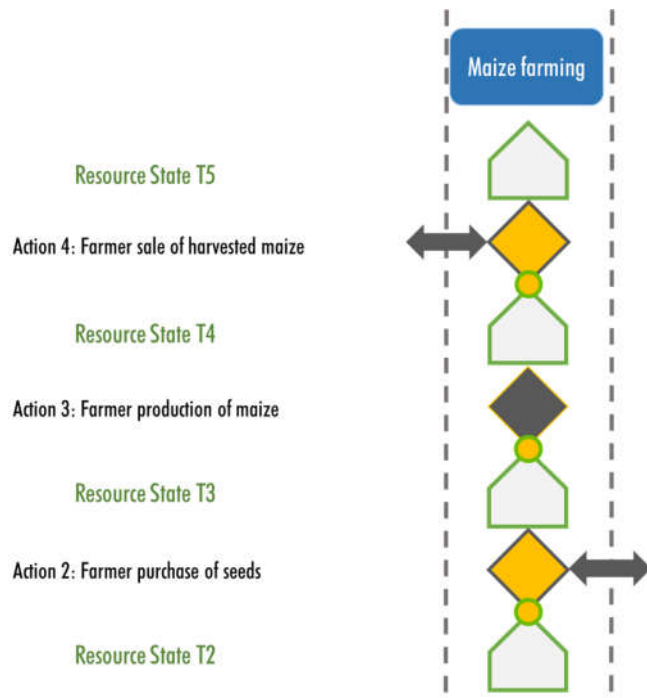 Maize farming
Resource State T5
Action 4: Farmer sale of harvested maize
Resource State T4
Action 3: Farmer production of maize
Resource State T3
Action 2: Farmer purchase of seeds
Resource State T2